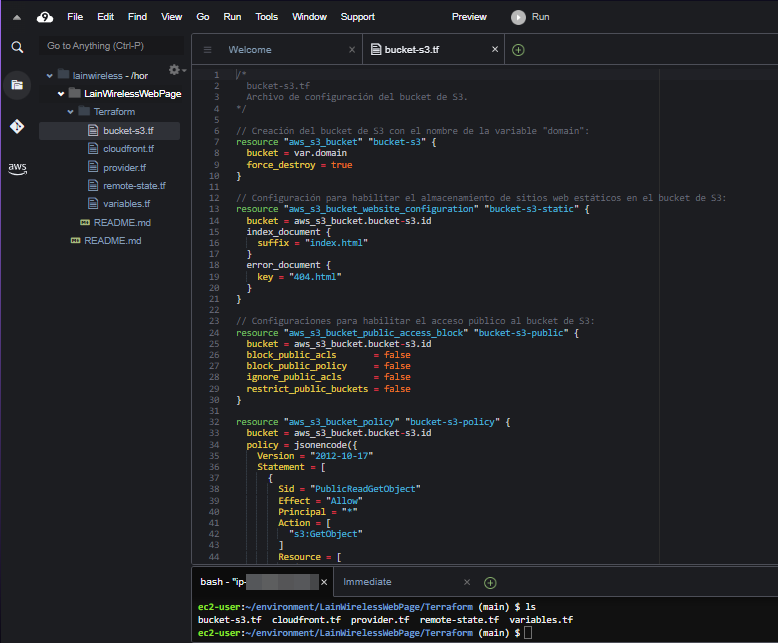 File Edit Find View Go Run Tools Window Support Preview Run
Go to Anything (Ctrl-P)
lainwireless - /hor
LainWirelessWebPage
Terraform
bucket-s3.tf
cloudfront.tf
provider.tf
remote-state.tf
variables.tf
README.md
README.md
aws
Welcome × bucket-s3.tf ×
1 /*
2 bucket-s3.tf
3 Archivo de configuración del bucket de S3.
4 */
5
6 // Creación del bucket de S3 con el nombre de la variable "domain":
7 resource "aws_s3_bucket" "bucket-s3" {
8 bucket = var.domain
9 force_destroy = true
10 }
11
12 // Configuración para habilitar el almacenamiento de sitios web estáticos en el bucket de S3:
13 resource "aws_s3_bucket_website_configuration" "bucket-s3-static" {
14 bucket = aws_s3_bucket.bucket-s3.id
15 index_document {
16 suffix = "index.html"
17 }
18 error_document {
19 key = "404.html"
20 }
21 }
22
23 // Configuraciones para habilitar el acceso público al bucket de S3:
24 resource "aws_s3_bucket_public_access_block" "bucket-s3-public" {
25 bucket = aws_s3_bucket.bucket-s3.id
26 block_public_acls = false
27 block_public_policy = false
28 ignore_public_acls = false
29 restrict_public_buckets = false
30 }
31
32 resource "aws_s3_bucket_policy" "bucket-s3-policy" {
33 bucket = aws_s3_bucket.bucket-s3.id
34 policy = jsonencode({
35 Version = "2012-10-17"
36 Statement = [
37 {
38 Sid = "PublicReadGetObject"
39 Effect = "Allow"
40 Principal = "*"
41 Action = [
42 "s3:GetObject"
43 ]
44 Resource = [
bash - "ip- × Immediate ×
ec2-user:~/environment/LainWirelessWebPage/Terraform (main) $ ls
bucket-s3.tf cloudfront.tf provider.tf remote-state.tf variables.tf
ec2-user:~/environment/LainWirelessWebPage/Terraform (main) $